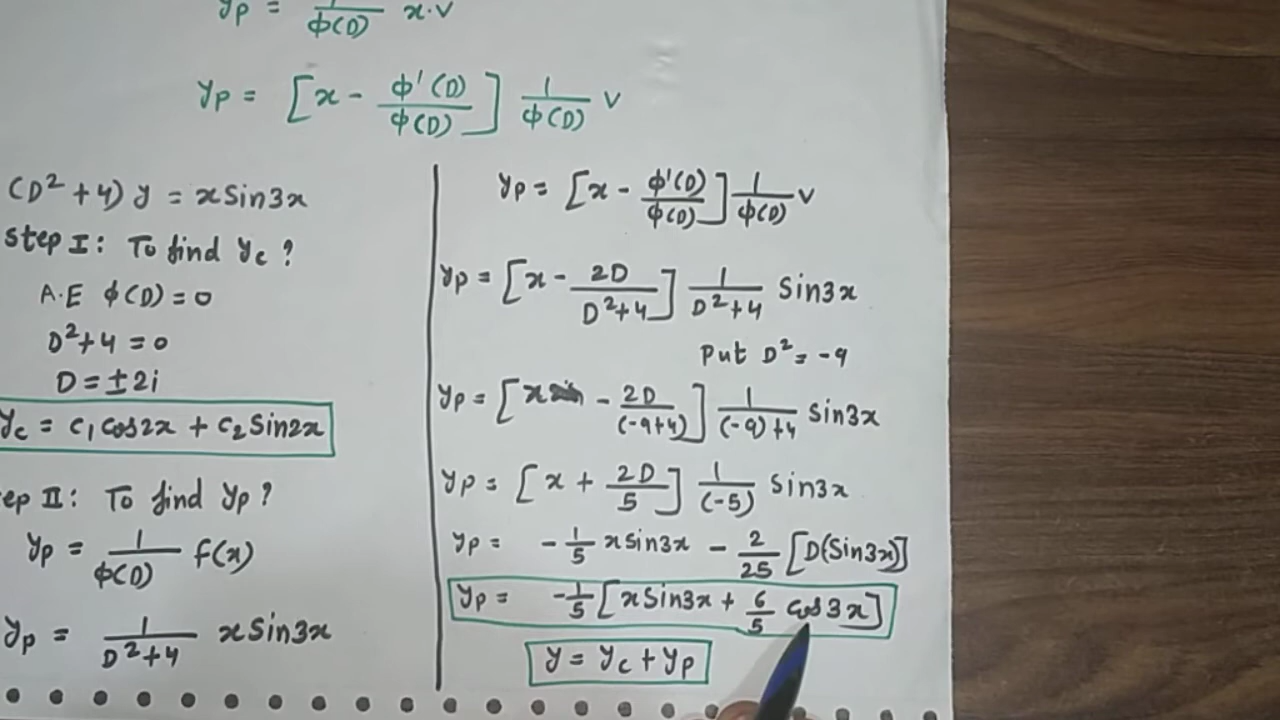 yp = 1/ϕ(D) x·v
yp = [x - ϕ'(D)/ϕ(D)] 1/ϕ(D) v
(D² + 4) y = x Sin3x
Step I: To find yc?
A.E ϕ(D) = 0
D² + 4 = 0
D = ± 2i
yc = c₁ cos2x + c₂ Sin2x
ep II: To find yp?
yp = 1/ϕ(D) f(x)
yp = 1/(D² + 4) x Sin3x
yp = [x - ϕ'(D)/ϕ(D)] 1/ϕ(D) v
yp = [x - 2D/(D² + 4)] 1/(D² + 4) Sin3x
Put D² = -9
yp = [x - 2D/(-9+4)] 1/((-9)+4) Sin3x
yp = [x + 2D/5] 1/(-5) Sin3x
yp = - 1/5 x Sin3x - 2/25 [D(Sin3x)]
yp = -1/5 [x Sin3x + 6/5 cos3x]
y = yc + yp